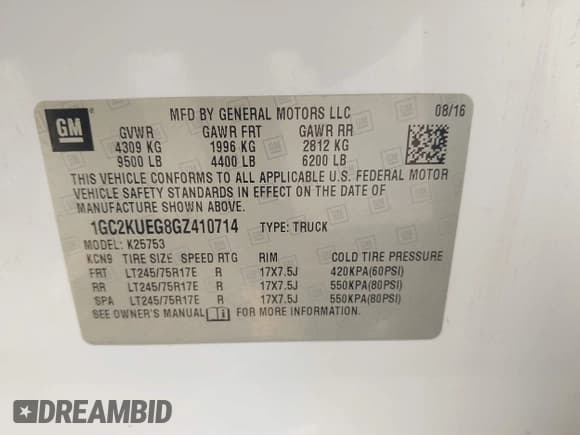 GM
MFD BY GENERAL MOTORS LLC 08/16
GVWR GAWR FRT GAWR RR
4309 KG 1996 KG 2812 KG
9500 LB 4400 LB 6200 LB
THIS VEHICLE CONFORMS TO ALL APPLICABLE U.S. FEDERAL MOTOR
VEHICLE SAFETY STANDARDS IN EFFECT ON THE DATE OF
MANUFACTURE SHOWN ABOVE.
1GC2KUEG8GZ410714 TYPE: TRUCK
MODEL: K25753
KCN9 TIRE SIZE SPEED RTG RIM COLD TIRE PRESSURE
FRT LT245/75R17E R 17X7.5J 420KPA(60PSI)
RR LT245/75R17E R 17X7.5J 550KPA(80PSI)
SPA LT245/75R17E R 17X7.5J 550KPA(80PSI)
SEE OWNER'S MANUAL FOR MORE INFORMATION.
DREAMBID